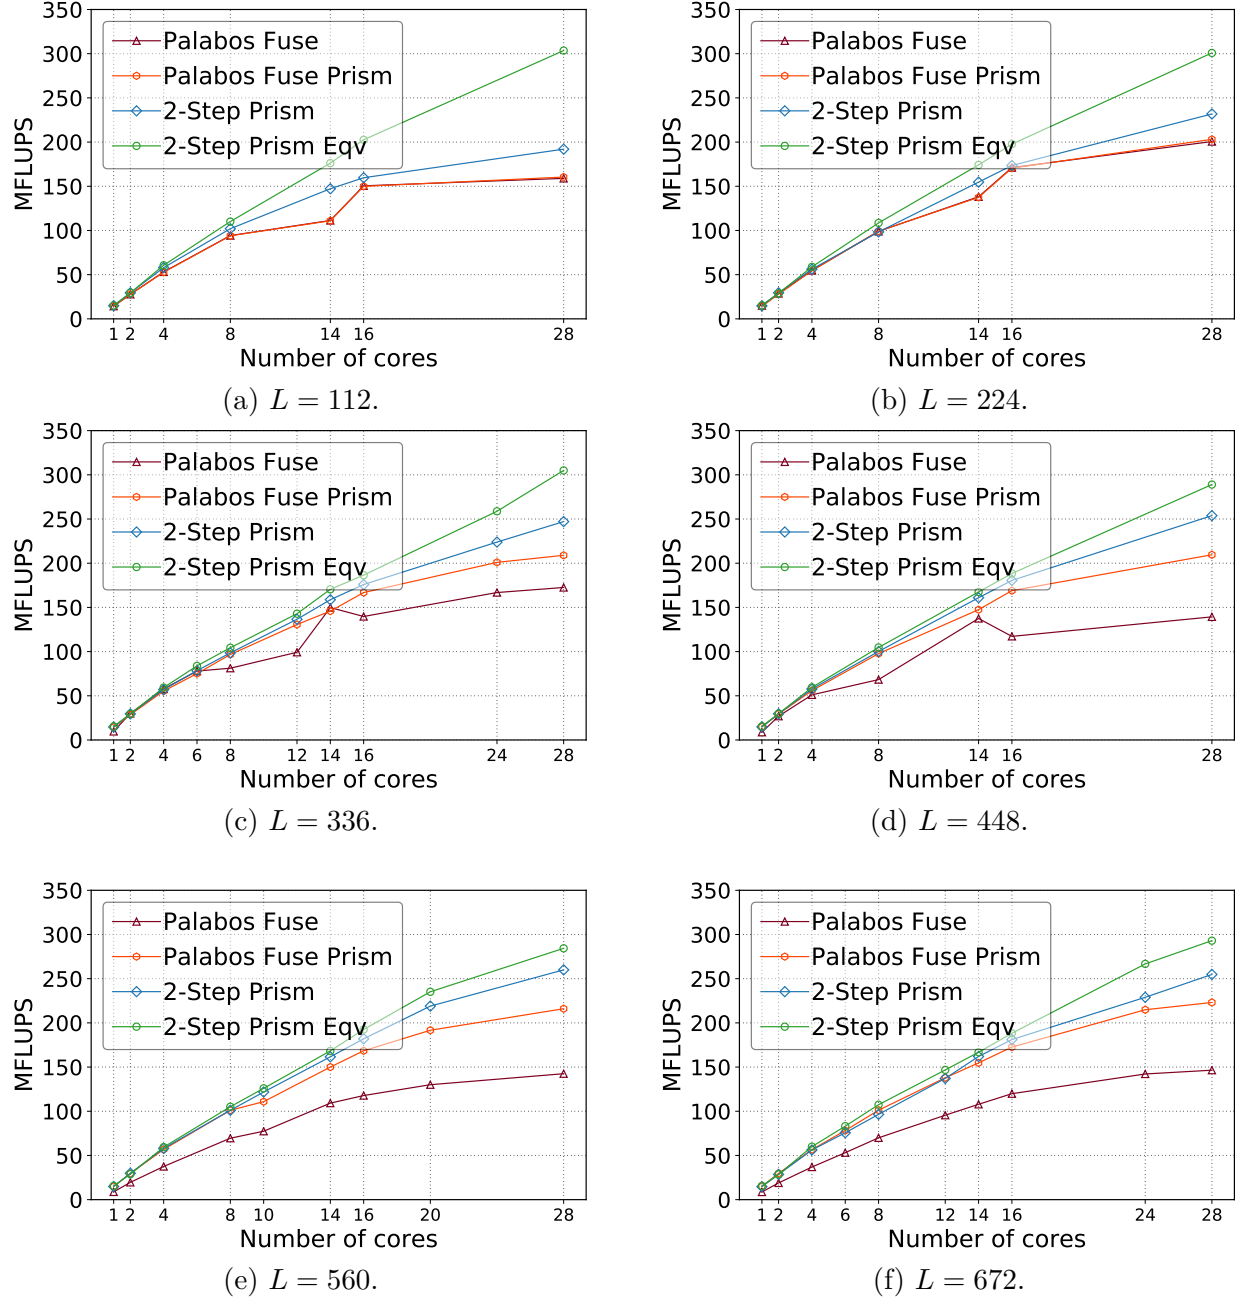 350
300
250
200
150
100
50
0
MFLUPS
Palabos Fuse
Palabos Fuse Prism
2-Step Prism
2-Step Prism Eqv
1 2 4 8 14 16 28
Number of cores
(a) L = 112.
350
300
250
200
150
100
50
0
MFLUPS
Palabos Fuse
Palabos Fuse Prism
2-Step Prism
2-Step Prism Eqv
1 2 4 8 14 16 28
Number of cores
(b) L = 224.
350
300
250
200
150
100
50
0
MFLUPS
Palabos Fuse
Palabos Fuse Prism
2-Step Prism
2-Step Prism Eqv
1 2 4 6 8 12 14 16 24 28
Number of cores
(c) L = 336.
350
300
250
200
150
100
50
0
MFLUPS
Palabos Fuse
Palabos Fuse Prism
2-Step Prism
2-Step Prism Eqv
1 2 4 8 14 16 28
Number of cores
(d) L = 448.
350
300
250
200
150
100
50
0
MFLUPS
Palabos Fuse
Palabos Fuse Prism
2-Step Prism
2-Step Prism Eqv
1 2 4 8 10 14 16 20 28
Number of cores
(e) L = 560.
350
300
250
200
150
100
50
0
MFLUPS
Palabos Fuse
Palabos Fuse Prism
2-Step Prism
2-Step Prism Eqv
1 2 4 6 8 12 14 16 24 28
Number of cores
(f) L = 672.